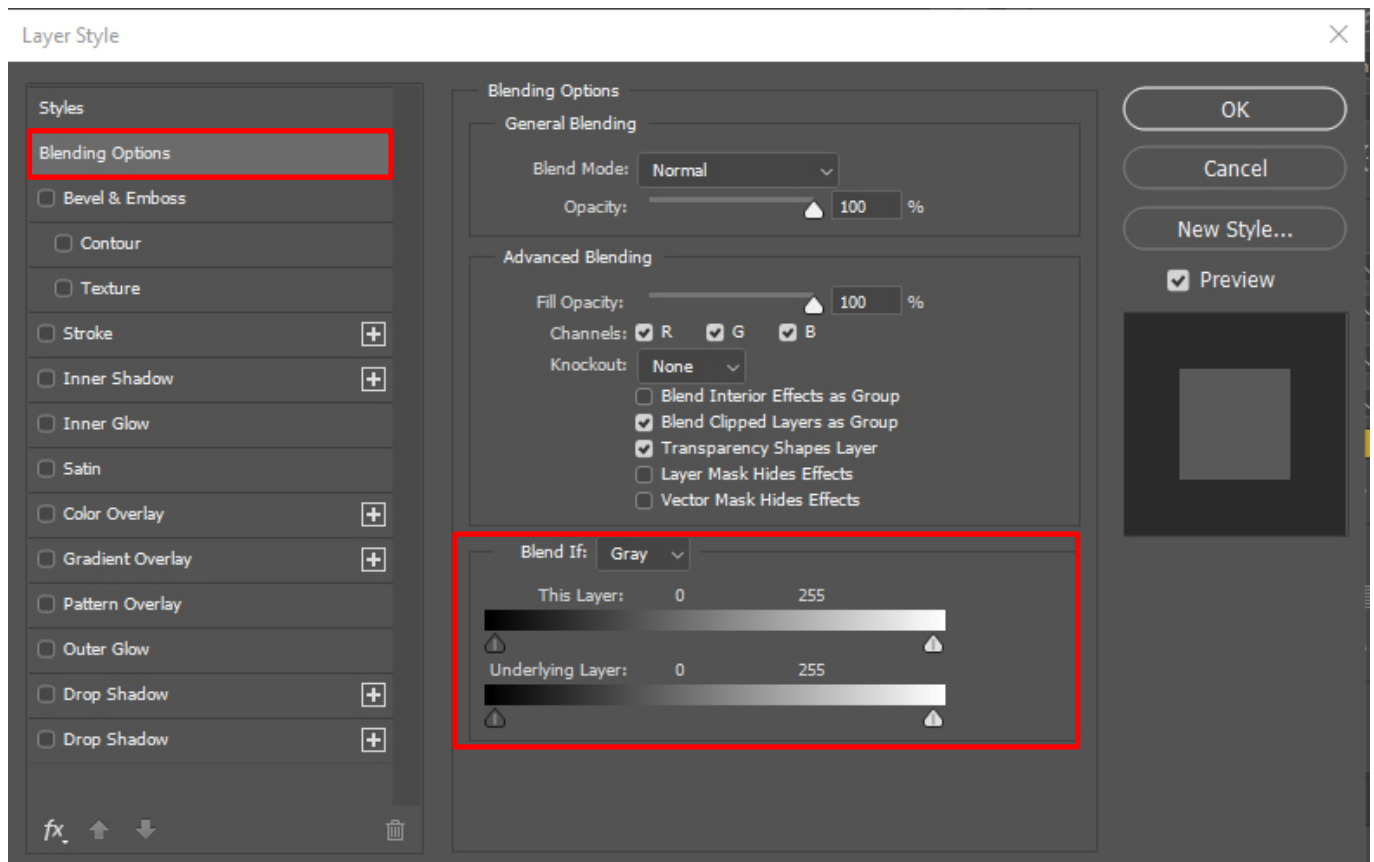 Layer Style
Styles
Blending Options
Bevel & Emboss
Contour
Texture
Stroke
Inner Shadow
Inner Glow
Satin
Color Overlay
Gradient Overlay
Pattern Overlay
Outer Glow
Drop Shadow
Drop Shadow
fx
Blending Options
General Blending
Blend Mode: Normal
Opacity: 100 %
Advanced Blending
Fill Opacity: 100 %
Channels: R G B
Knockout: None
Blend Interior Effects as Group
Blend Clipped Layers as Group
Transparency Shapes Layer
Layer Mask Hides Effects
Vector Mask Hides Effects
Blend If: Gray
This Layer: 0 255
Underlying Layer: 0 255
OK
Cancel
New Style...
Preview